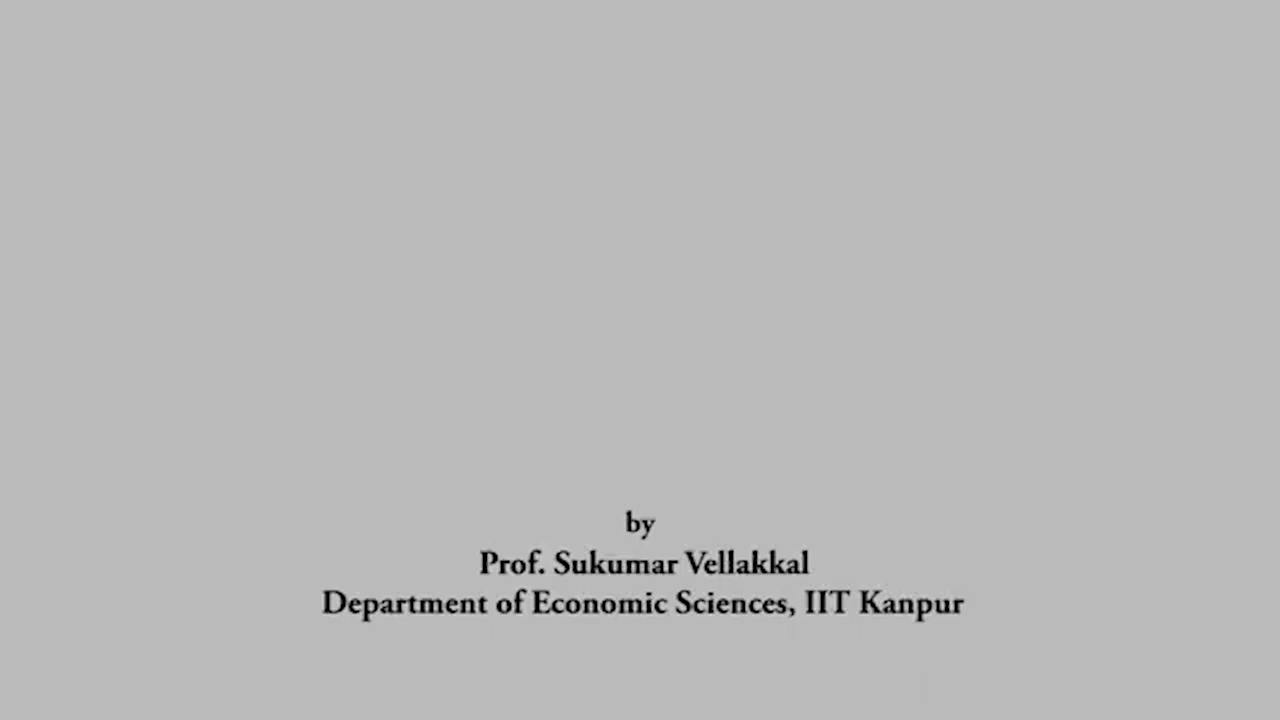 by
Prof. Sukumar Vellakkal
Department of Economic Sciences, IIT Kanpur